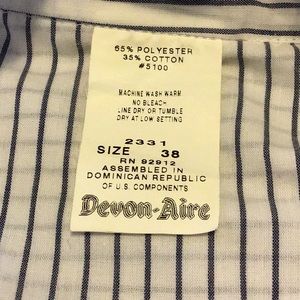 65% POLYESTER
35% COTTON
#5100
MACHINE WASH WARM
NO BLEACH
LINE DRY OR TUMBLE
DRY AT LOW SETTING
2331
SIZE 38
RN 92912
ASSEMBLED IN
DOMINICAN REPUBLIC
OF U.S. COMPONENTS
Devon-Aire